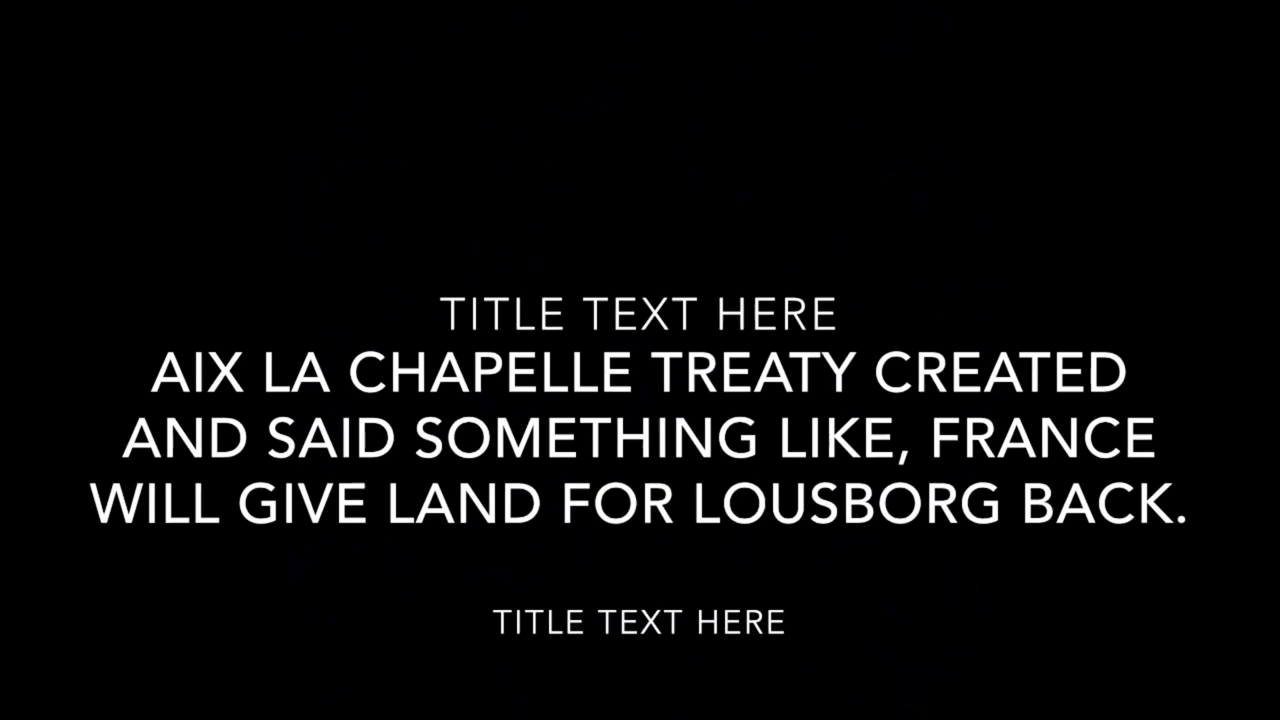 TITLE TEXT HERE
AIX LA CHAPELLE TREATY CREATED
AND SAID SOMETHING LIKE, FRANCE
WILL GIVE LAND FOR LOUSBORG BACK.
TITLE TEXT HERE